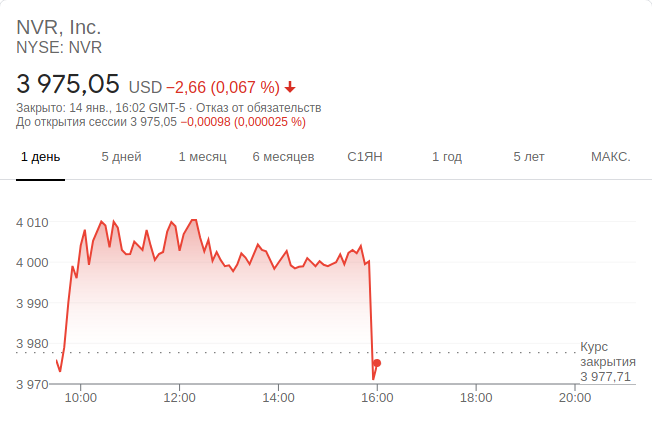 NVR, Inc.
NYSE: NVR
3 975,05 USD −2,66 (0,067 %)
Закрыто: 14 янв., 16:02 GMT-5 · Отказ от обязательств
До открытия сессии 3 975,05 −0,00098 (0,000025 %)
1 день 5 дней 1 месяц 6 месяцев С1ЯН 1 год 5 лет МАКС.
4 010
4 000
3 990
3 980
3 970
Курс
закрытия
3 977,71
10:00 12:00 14:00 16:00 18:00 20:00